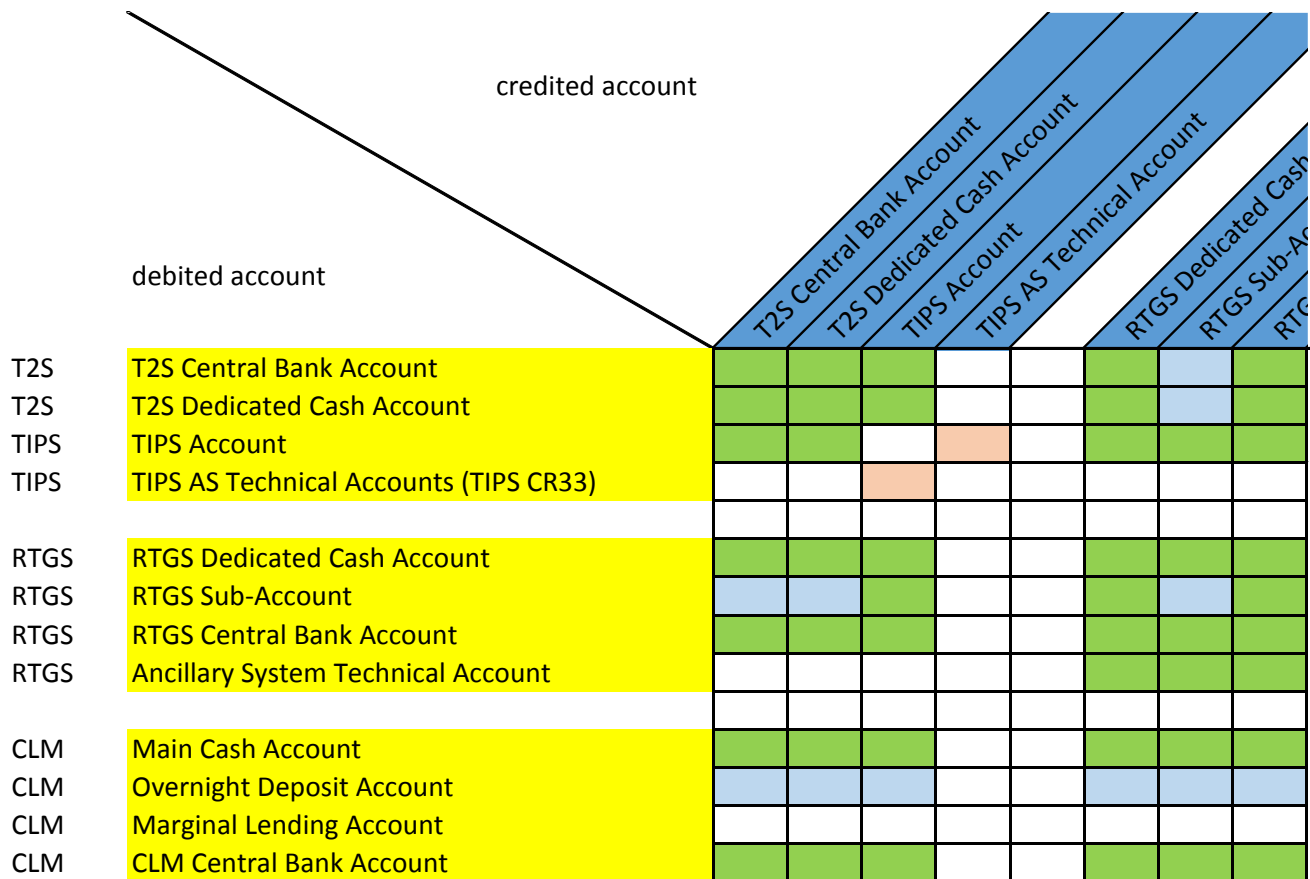 credited account
debited account
T2S Central Bank Account
T2S Dedicated Cash Account
TIPS Account
TIPS AS Technical Account
RTGS Dedicated Cash
RTGS
RTGS
T2S T2S Central Bank Account
T2S T2S Dedicated Cash Account
TIPS TIPS Account
TIPS TIPS AS Technical Accounts (TIPS CR33)
RTGS RTGS Dedicated Cash Account
RTGS RTGS Sub-Account
RTGS RTGS Central Bank Account
RTGS Ancillary System Technical Account
CLM Main Cash Account
CLM Overnight Deposit Account
CLM Marginal Lending Account
CLM CLM Central Bank Account